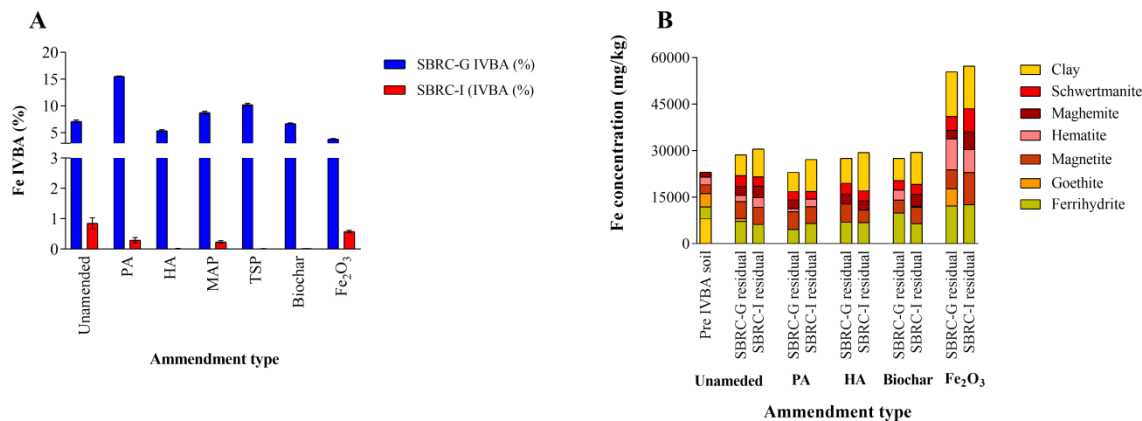 A
Fe IVBA (%)
20
15
10
5
3
2
1
0
Unamended
PA
HA
MAP
TSP
Biochar
Fe₂O₃
Ammendment type
SBRC-G IVBA (%)
SBRC-I (IVBA (%)
B
Fe concentration (mg/kg)
60000
45000
30000
15000
0
Pre IVBA soil
SBRC-G residual
SBRC-I residual
SBRC-G residual
SBRC-I residual
SBRC-G residual
SBRC-I residual
SBRC-G residual
SBRC-I residual
SBRC-G residual
SBRC-I residual
Unameded
PA
HA
Biochar
Fe₂O₃
Ammendment type
Clay
Schwertmanite
Maghemite
Hematite
Magnetite
Goethite
Ferrihydrite